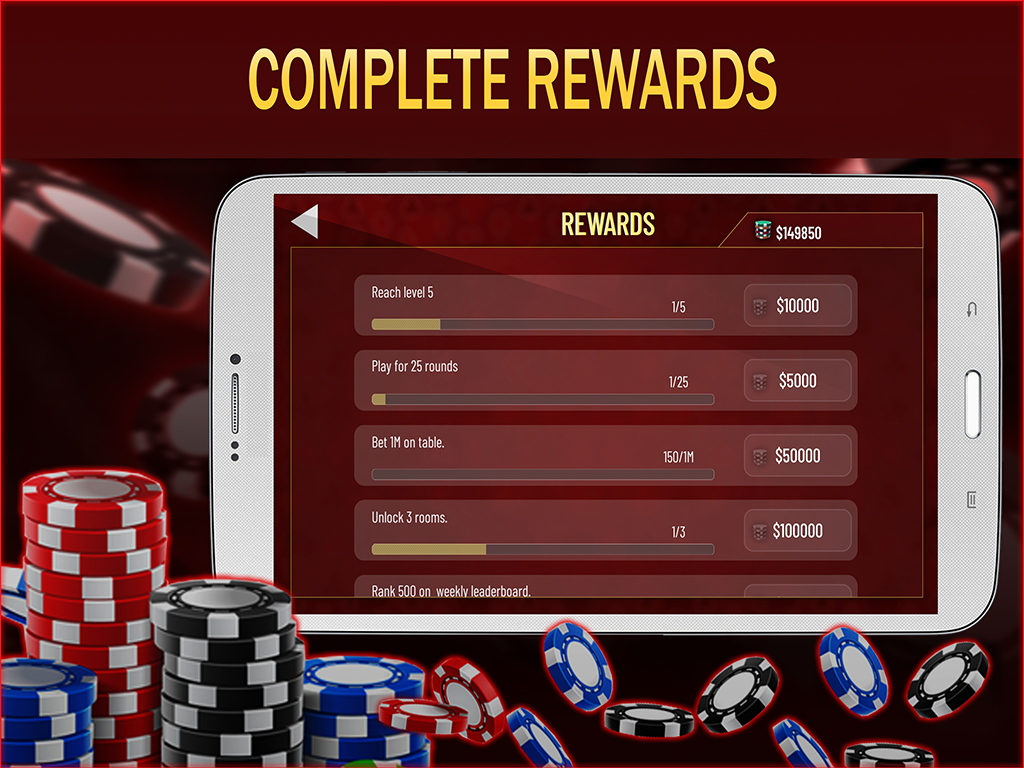 COMPLETE REWARDS
REWARDS
$149850
Reach level 5
1/5
$10000
Play for 25 rounds
1/25
$5000
Bet 1M on table.
150/1M
$50000
Unlock 3 rooms.
1/3
$100000
Rank 500 on weekly leaderboard.